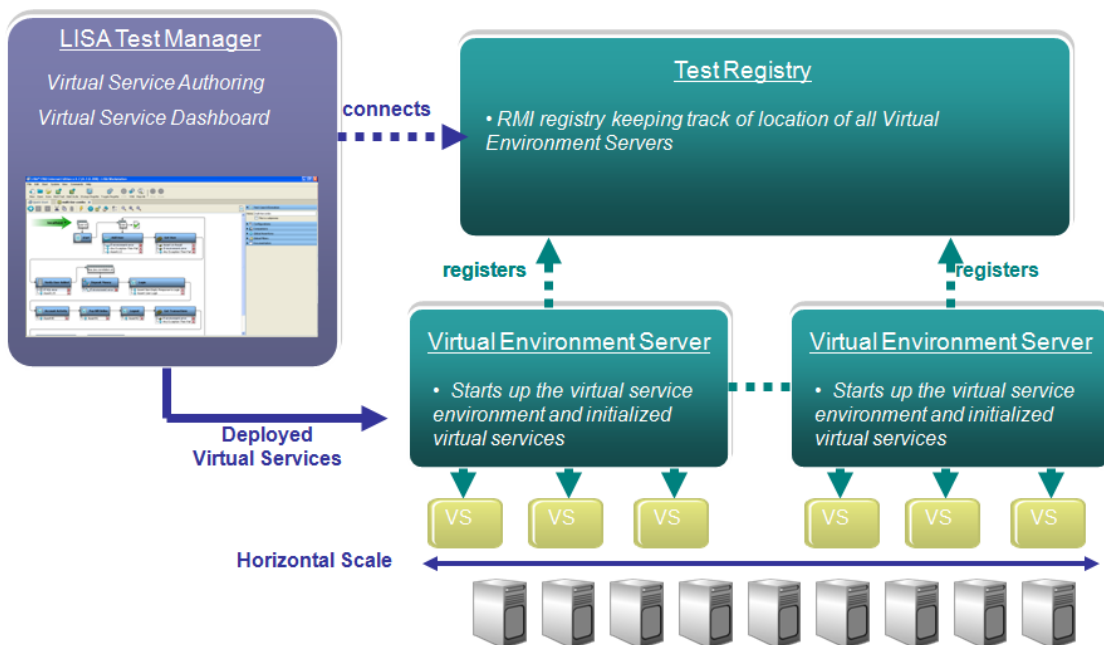 LISA Test Manager
Virtual Service Authoring
Virtual Service Dashboard
connects
Test Registry
• RMI registry keeping track of location of all Virtual
Environment Servers
registers
registers
Virtual Environment Server
• Starts up the virtual service
environment and initialized
virtual services
Virtual Environment Server
• Starts up the virtual service
environment and initialized
virtual services
Deployed
Virtual Services
VS
VS
VS
VS
VS
VS
Horizontal Scale